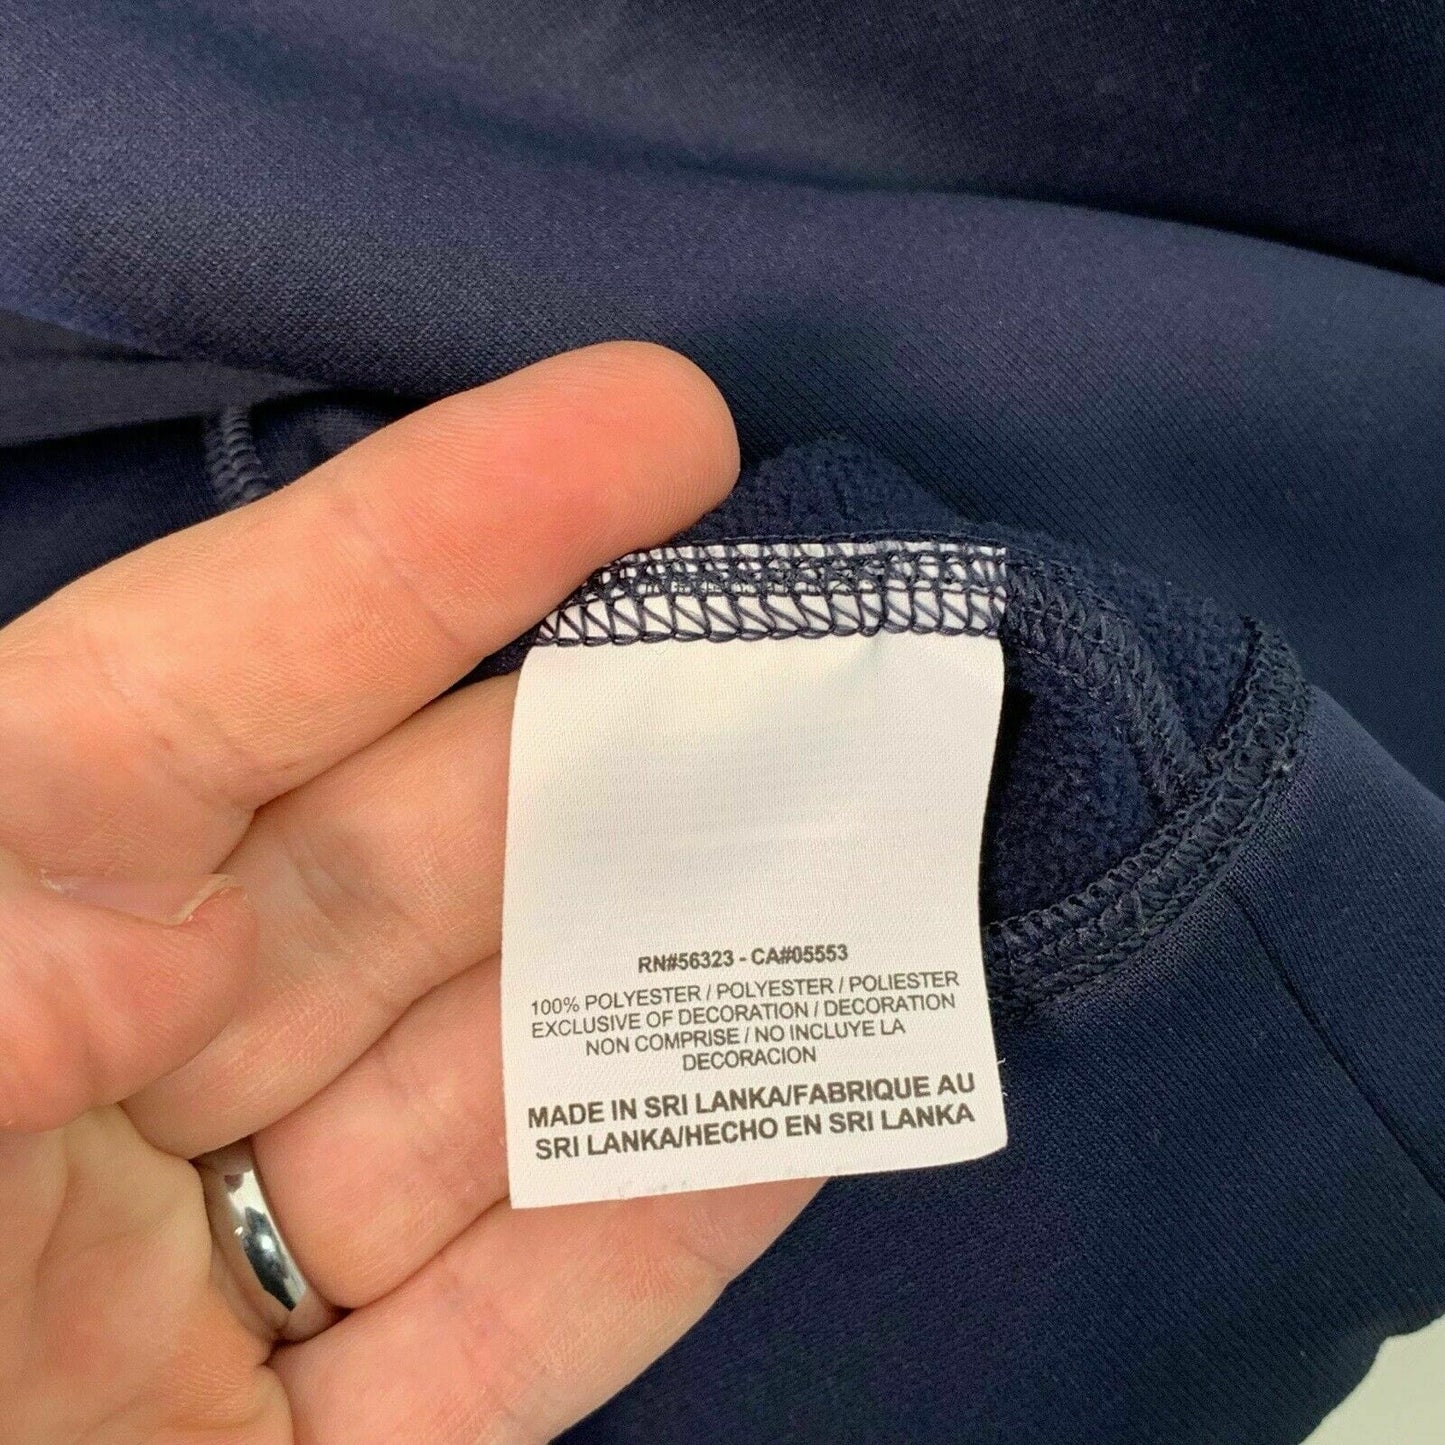 RN#56323 - CA#05553
100% POLYESTER / POLYESTER / POLIESTER
EXCLUSIVE OF DECORATION / DECORATION
NON COMPRISE / NO INCLUYE LA
DECORACION
MADE IN SRI LANKA/FABRIQUE AU
SRI LANKA/HECHO EN SRI LANKA